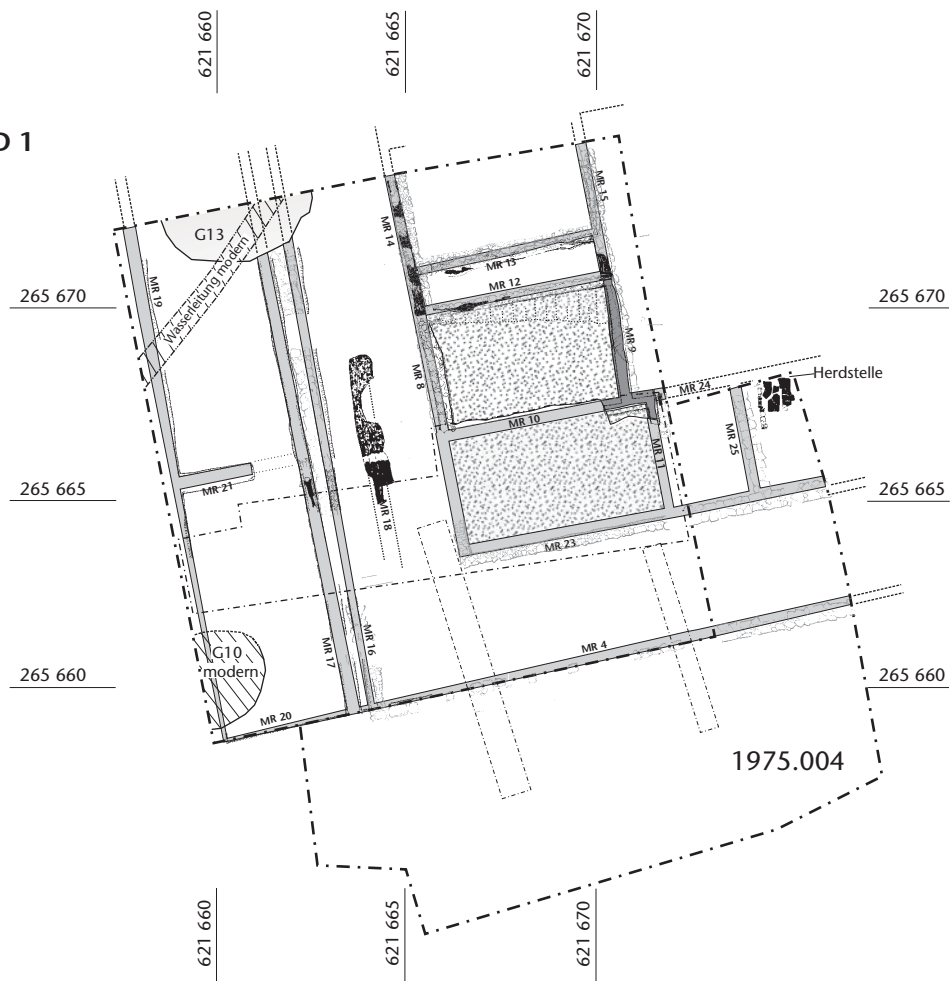 621 660
621 665
621 670
D 1
G13
Wasserleitung modern
MR 14
MR 15
MR 13
MR 12
MR 19
265 670
265 670
MR 8
MR 9
MR 24
Herdstelle
MR 10
MR 11
MR 25
MR 21
265 665
265 665
MR 18
MR 23
G10
modern
MR 17
MR 16
MR 4
265 660
265 660
MR 20
1975.004
621 660
621 665
621 670